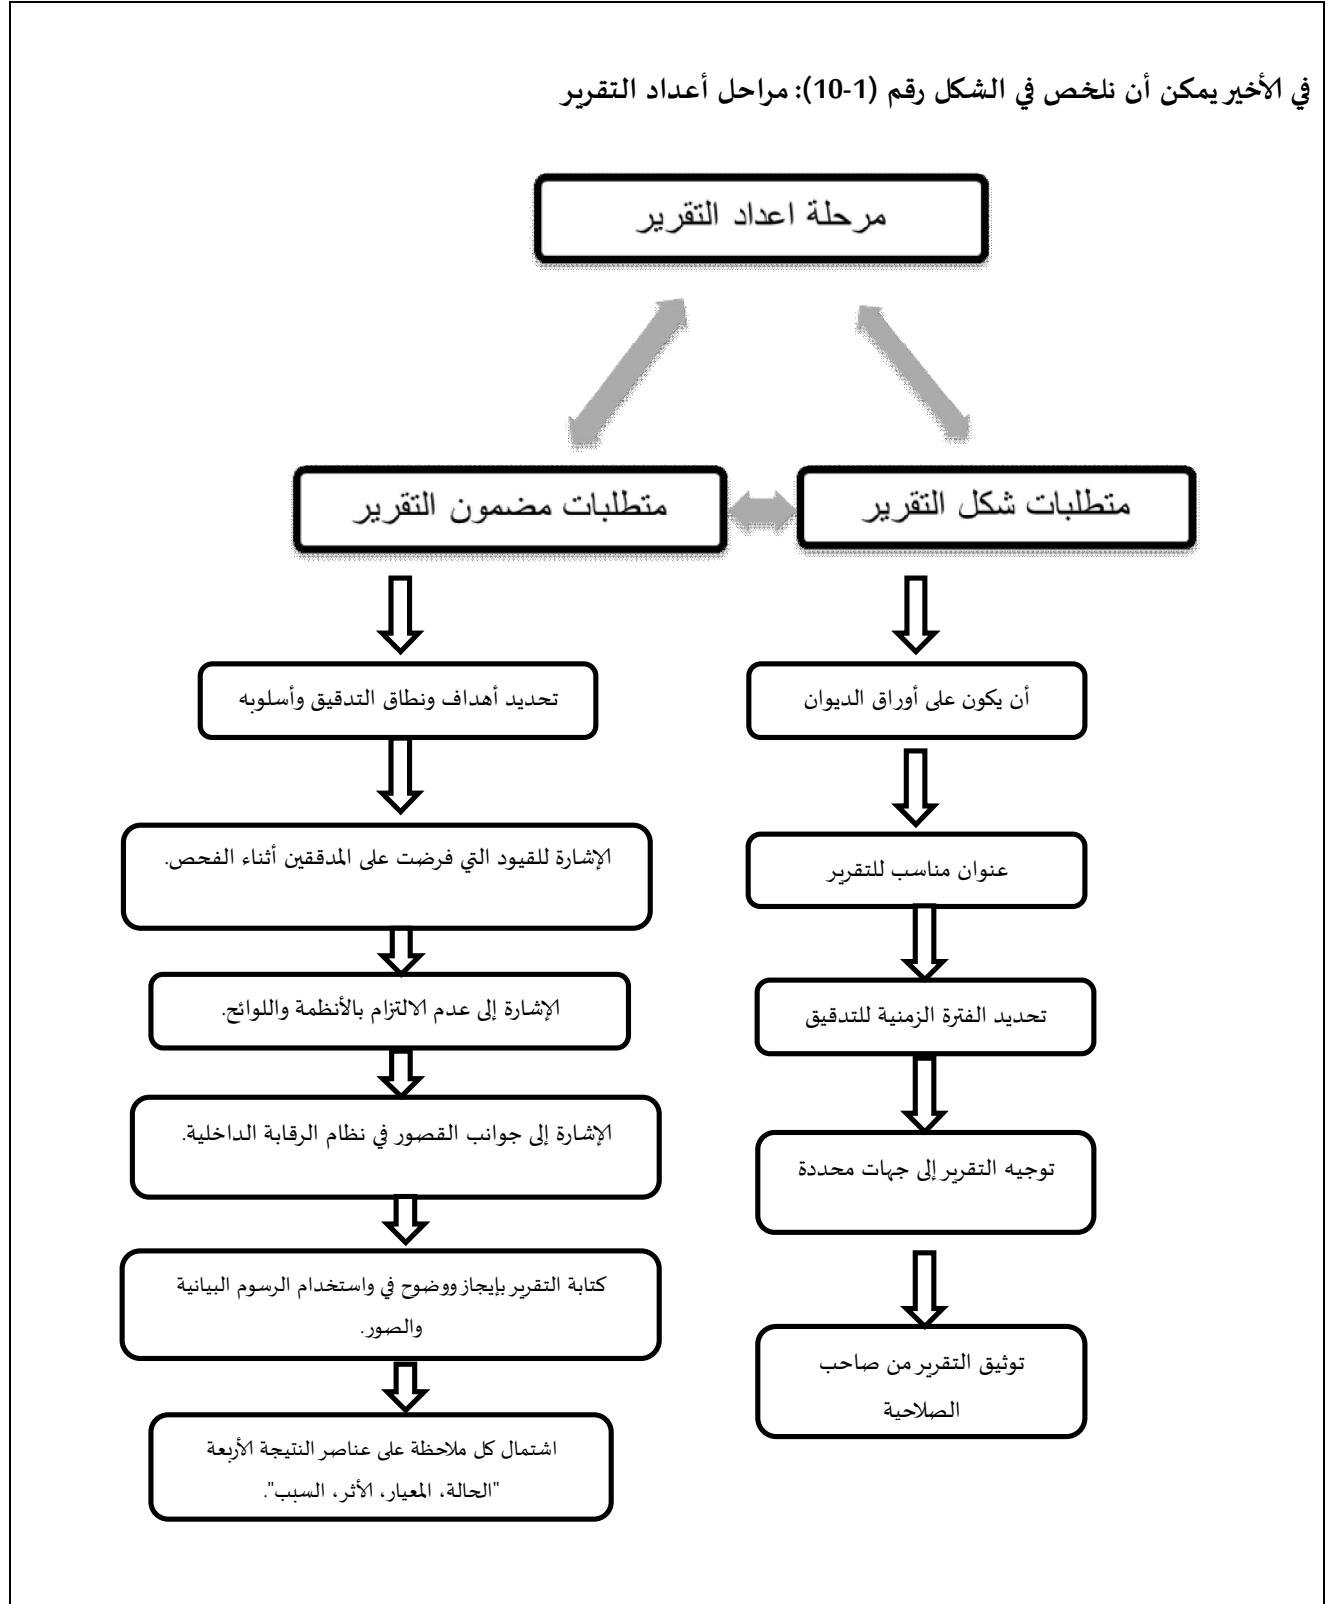 في الأخير يمكن أن نلخص في الشكل رقم (1-10): مراحل أعداد التقرير
مرحلة اعداد التقرير
متطلبات شكل التقرير
متطلبات مضمون التقرير
أن يكون على أوراق الديوان
عنوان مناسب للتقرير
تحديد الفترة الزمنية للتدقيق
توجيه التقرير إلى جهات محددة
توثيق التقرير من صاحب
الصلاحية
تحديد أهداف ونطاق التدقيق وأسلوبه
الإشارة للقيود التي فرضت على المدققين أثناء الفحص.
الإشارة إلى عدم الالتزام بالأنظمة واللوائح.
الإشارة إلى جوانب القصور في نظام الرقابة الداخلية.
كتابة التقرير بإيجاز ووضوح في واستخدام الرسوم البيانية
والصور.
اشتمال كل ملاحظة على عناصر النتيجة الأربعة
"الحالة، المعيار، الأثر، السبب".